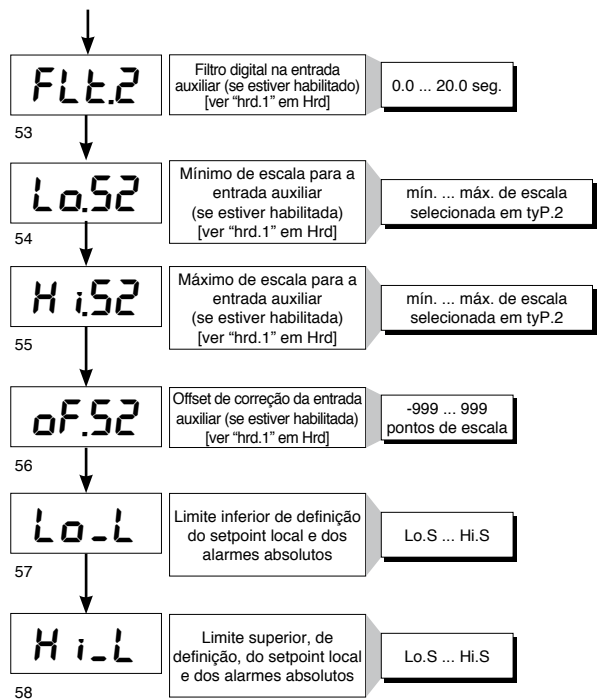 FLt.2
Filtro digital na entrada
auxiliar (se estiver habilitado)
[ver “hrd.1” em Hrd]
0.0 ... 20.0 seg.
53
Lo.S2
Mínimo de escala para a
entrada auxiliar
(se estiver habilitada)
[ver “hrd.1” em Hrd]
mín. ... máx. de escala
selecionada em tyP.2
54
Hi.S2
Máximo de escala para a
entrada auxiliar
(se estiver habilitada)
[ver “hrd.1” em Hrd]
mín. ... máx. de escala
selecionada em tyP.2
55
oF.S2
Offset de correção da entrada
auxiliar (se estiver habilitada)
[ver “hrd.1” em Hrd]
-999 ... 999
pontos de escala
56
Lo_L
Limite inferior de definição
do setpoint local e dos
alarmes absolutos
Lo.S ... Hi.S
57
Hi_L
Limite superior, de
definição, do setpoint local
e dos alarmes absolutos
Lo.S ... Hi.S
58